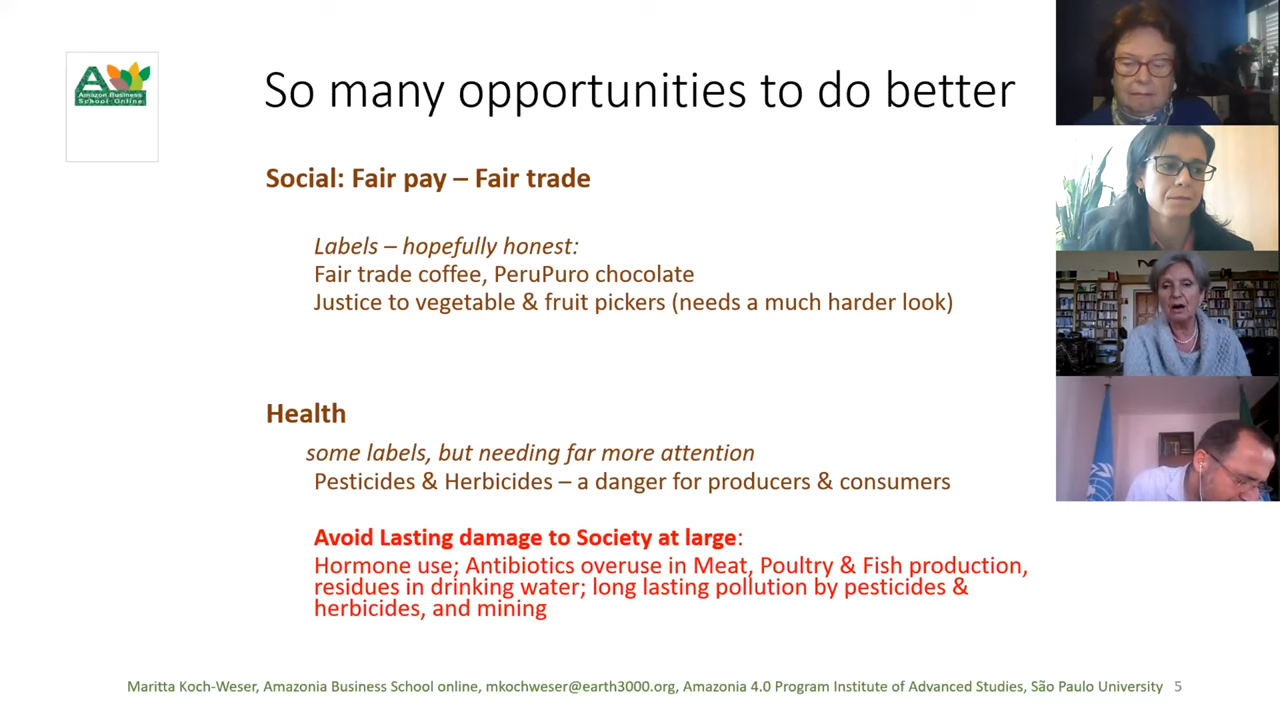 Amazon Business
School Online
So many opportunities to do better
Social: Fair pay – Fair trade
Labels – hopefully honest:
Fair trade coffee, PeruPuro chocolate
Justice to vegetable & fruit pickers (needs a much harder look)
Health
some labels, but needing far more attention
Pesticides & Herbicides – a danger for producers & consumers
Avoid Lasting damage to Society at large:
Hormone use; Antibiotics overuse in Meat, Poultry & Fish production,
residues in drinking water; long lasting pollution by pesticides &
herbicides, and mining
Maritta Koch-Weser, Amazonia Business School online, mkochweser@earth3000.org, Amazonia 4.0 Program Institute of Advanced Studies, São Paulo University 5